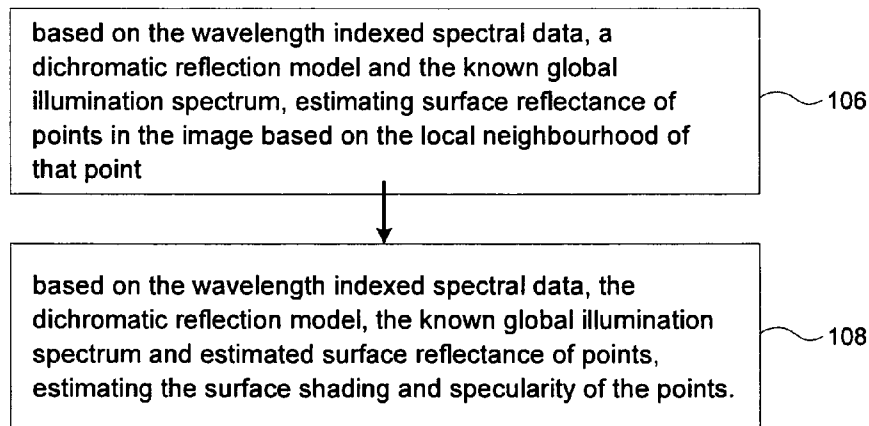 based on the wavelength indexed spectral data, a
dichromatic reflection model and the known global
illumination spectrum, estimating surface reflectance of
points in the image based on the local neighbourhood of
that point
106
based on the wavelength indexed spectral data, the
dichromatic reflection model, the known global illumination
spectrum and estimated surface reflectance of points,
estimating the surface shading and specularity of the points.
108